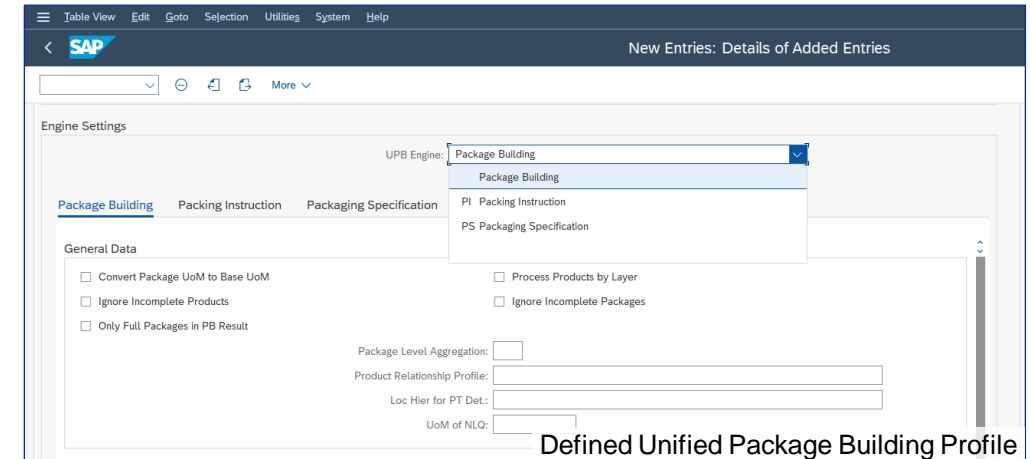 Table View Edit Goto Selection Utilities System Help
SAP New Entries: Details of Added Entries
More
Engine Settings
UPB Engine: Package Building
Package Building
Package Building Packing Instruction Packaging Specification
PI Packing Instruction
PS Packaging Specification
General Data
Convert Package UoM to Base UoM Process Products by Layer
Ignore Incomplete Products Ignore Incomplete Packages
Only Full Packages in PB Result
Package Level Aggregation:
Product Relationship Profile:
Loc Hier for PT Det.:
UoM of NLQ:
Defined Unified Package Building Profile